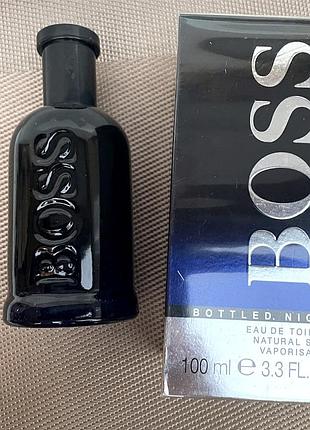 BOSS
BOSS
BOTTLED. NIG
EAU DE TOI
NATURAL S
VAPORISA
100 ml e 3.3 FL.